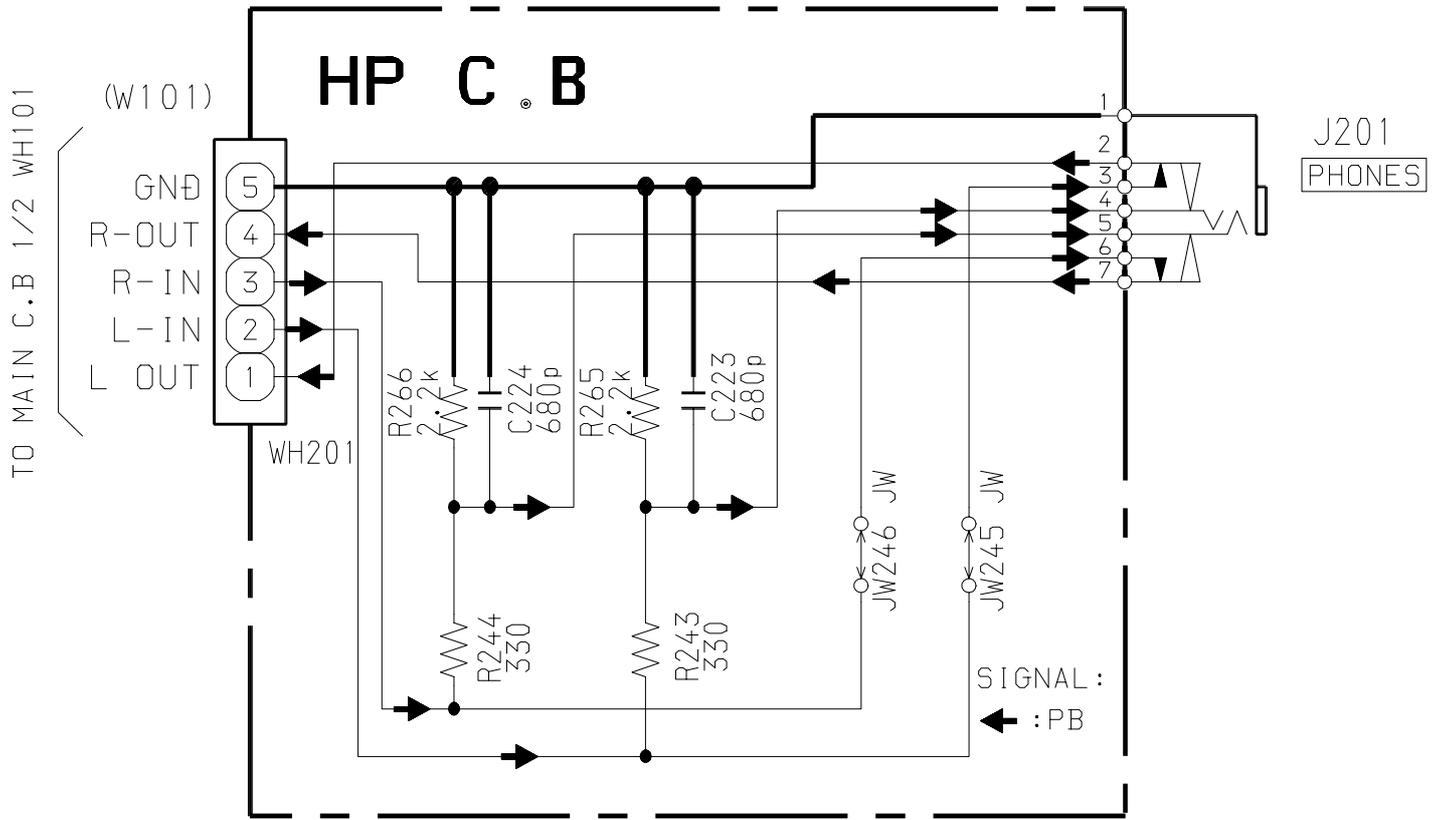 HP C.B
(W101)
TO MAIN C.B 1/2 WH101
GND 5
R-OUT 4
R-IN 3
L-IN 2
L OUT 1
WH201
1
2
3
4
5
6
7
J201
PHONES
R266
2.2k
C224
680p
R265
2.2k
C223
680p
JW246 JW
JW245 JW
R244
330
R243
330
SIGNAL:
:PB